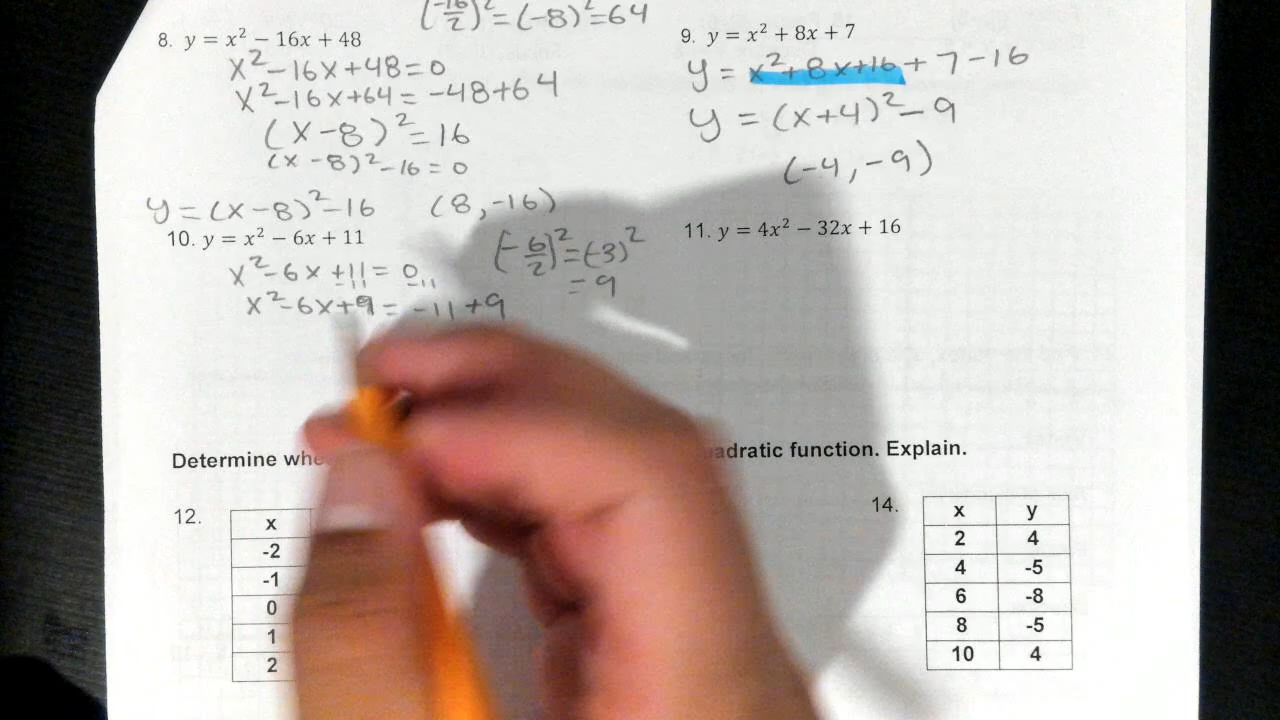 (-16/2)² = (-8)² = 64
8. y = x² − 16x + 48
x² - 16x + 48 = 0
x² - 16x + 64 = -48 + 64
(x - 8)² = 16
(x - 8)² - 16 = 0
y = (x - 8)² - 16 (8, -16)
9. y = x² + 8x + 7
y = x² + 8x + 16 + 7 - 16
y = (x + 4)² - 9
(-4, -9)
10. y = x² − 6x + 11
(-6/2)² = (-3)²
= 9
x² - 6x + 11 = 0
-11 -11
x² - 6x + 9 = -11 + 9
11. y = 4x² − 32x + 16
Determine adratic function. Explain.
12.
x
-2
-1
0
1
2
14.
x y
2 4
4 -5
6 -8
8 -5
10 4